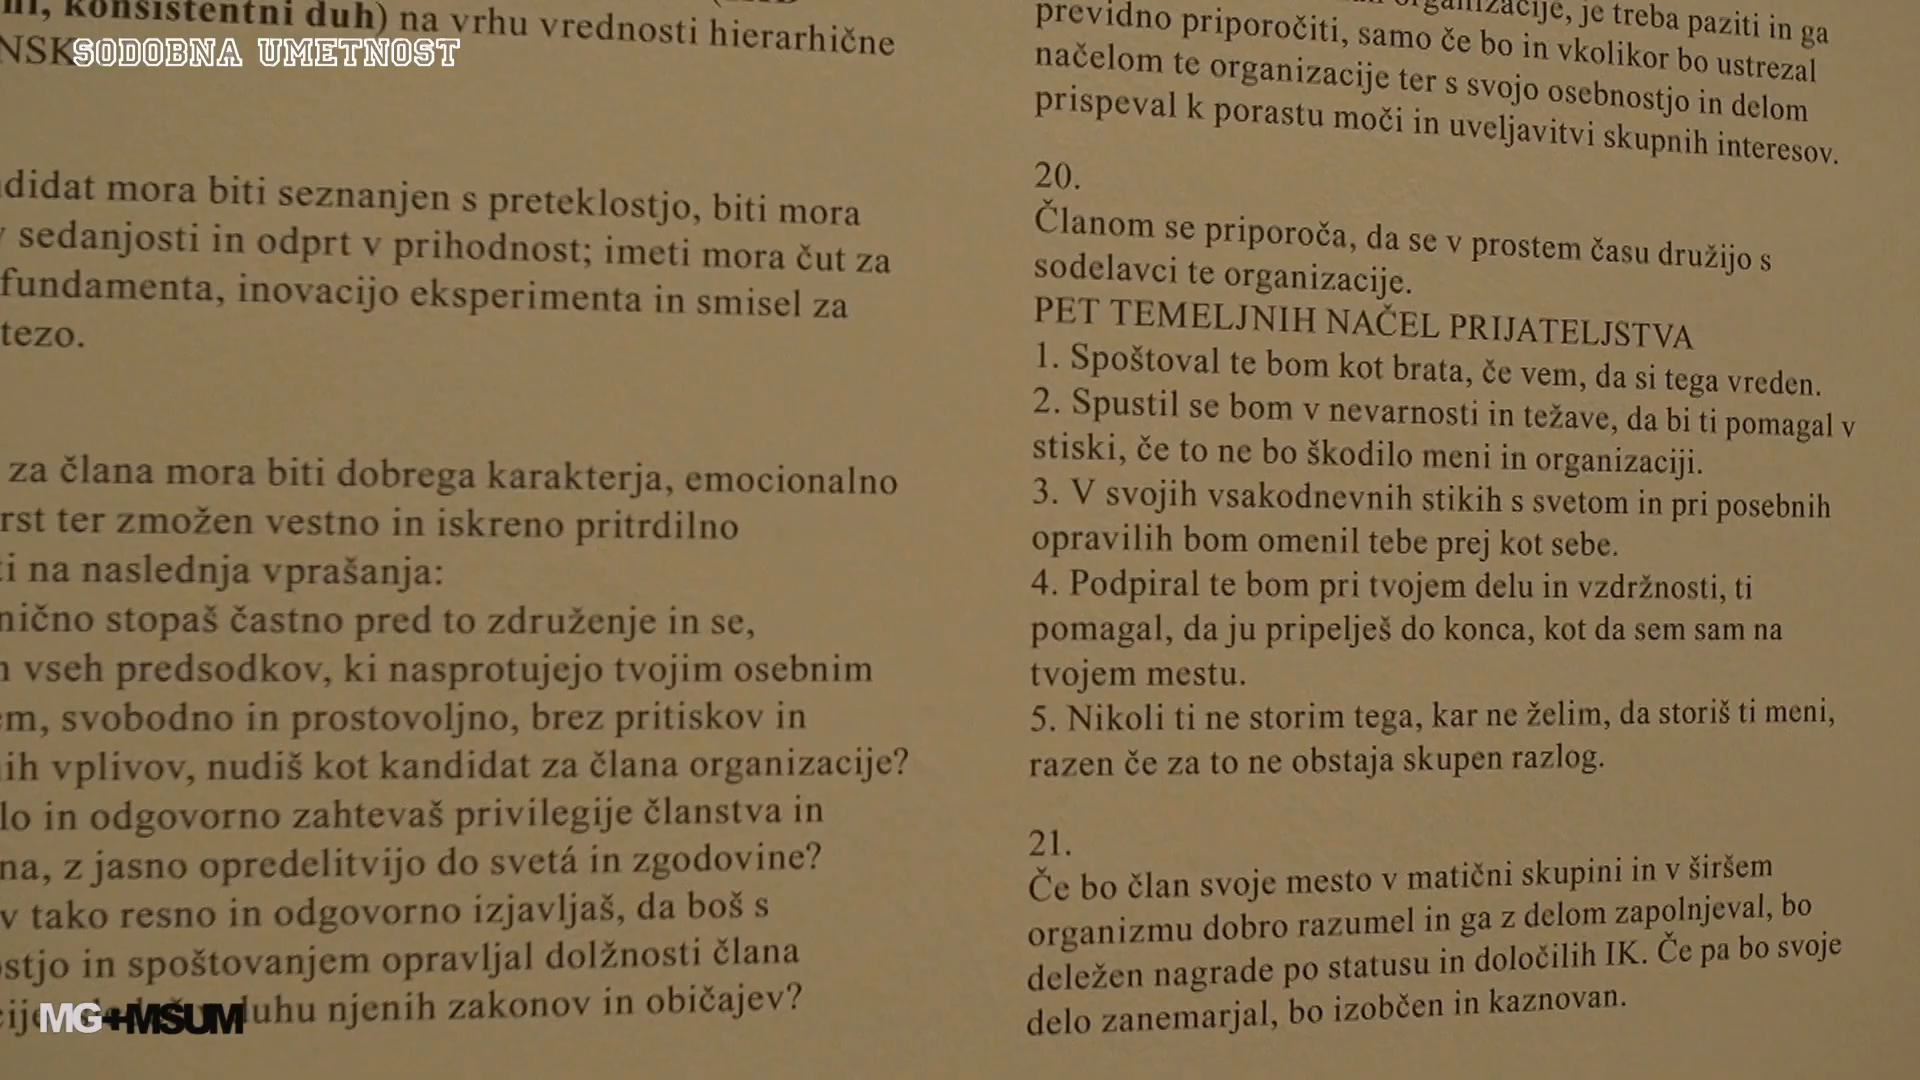 SODOBNA UMETNOST
konsistentni duh) na vrhu vrednosti hierarhične
NSK
mora biti seznanjen s preteklostjo, biti mora
sedanjosti in odprt v prihodnost; imeti mora čut za
fundamenta, inovacijo eksperimenta in smisel za
za člana mora biti dobrega karakterja, emocionalno
ter zmožen vestno in iskreno pritrdilno
na naslednja vprašanja:
stopaš častno pred to združenje in se,
vseh predsodkov, ki nasprotujejo tvojim osebnim
svobodno in prostovoljno, brez pritiskov in
vplivov, nudiš kot kandidat za člana organizacije?
in odgovorno zahtevaš privilegije članstva in
z jasno opredelitvijo do svetá in zgodovine?
v tako resno in odgovorno izjavljaš, da boš s
in spoštovanjem opravljal dolžnosti člana
duhu njenih zakonov in običajev?
organizacije, je treba paziti in ga
previdno priporočiti, samo če bo in vkolikor bo ustrezal
načelom te organizacije ter s svojo osebnostjo in delom
prispeval k porastu moči in uveljavitvi skupnih interesov.
20.
Članom se priporoča, da se v prostem času družijo s
sodelavci te organizacije.
PET TEMELJNIH NAČEL PRIJATELJSTVA
1. Spoštoval te bom kot brata, če vem, da si tega vreden.
2. Spustil se bom v nevarnosti in težave, da bi ti pomagal v
stiski, če to ne bo škodilo meni in organizaciji.
3. V svojih vsakodnevnih stikih s svetom in pri posebnih
opravilih bom omenil tebe prej kot sebe.
4. Podpiral te bom pri tvojem delu in vzdržnosti, ti
pomagal, da ju pripelješ do konca, kot da sem sam na
tvojem mestu.
5. Nikoli ti ne storim tega, kar ne želim, da storiš ti meni,
razen če za to ne obstaja skupen razlog.
21.
Če bo član svoje mesto v matični skupini in v širšem
organizmu dobro razumel in ga z delom zapolnjeval, bo
deležen nagrade po statusu in določilih IK. Če pa bo svoje
delo zanemarjal, bo izobčen in kaznovan.
MG+MSUM